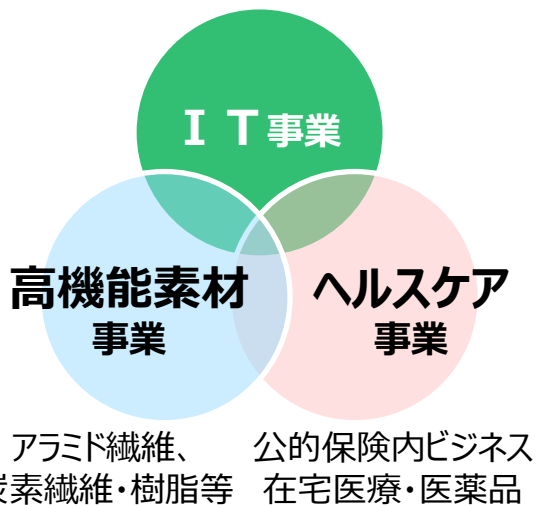 ＩＴ事業
高機能素材
事業
ヘルスケア
事業
アラミド繊維、
炭素繊維・樹脂等
公的保険内ビジネス
在宅医療・医薬品